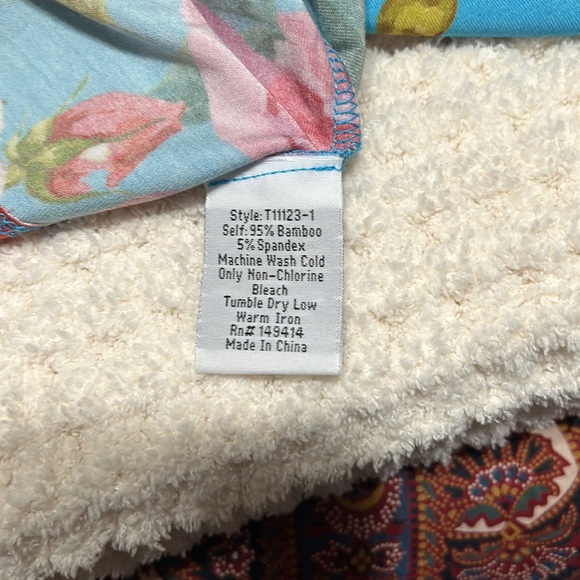 Style: T11123-1
Self: 95% Bamboo
5% Spandex
Machine Wash Cold
Only Non-Chlorine
Bleach
Tumble Dry Low
Warm Iron
Rn# 149414
Made In China